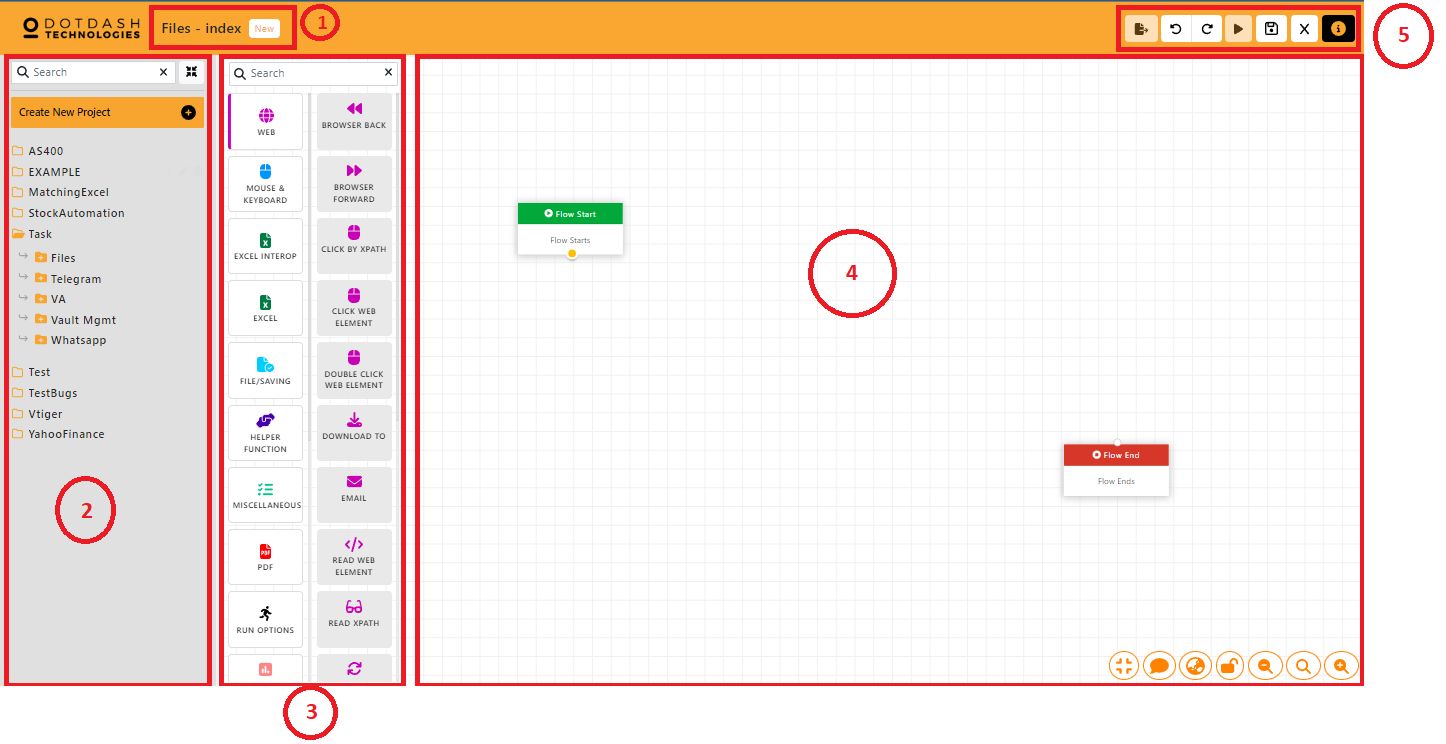 DOTDASH
TECHNOLOGIES
Files - index New
1
5
Search
Create New Project
AS400
EXAMPLE
MatchingExcel
StockAutomation
Task
Files
Telegram
VA
Vault Mgmt
Whatsapp
Test
TestBugs
Vtiger
YahooFinance
2
Search
WEB
MOUSE &
KEYBOARD
EXCEL INTEROP
EXCEL
FILE/SAVING
HELPER
FUNCTION
MISCELLANEOUS
PDF
PDF
RUN OPTIONS
BROWSER BACK
BROWSER
FORWARD
CLICK BY XPATH
CLICK WEB
ELEMENT
DOUBLE CLICK
WEB ELEMENT
DOWNLOAD TO
EMAIL
READ WEB
ELEMENT
READ XPATH
3
Flow Start
Flow Starts
4
Flow End
Flow Ends